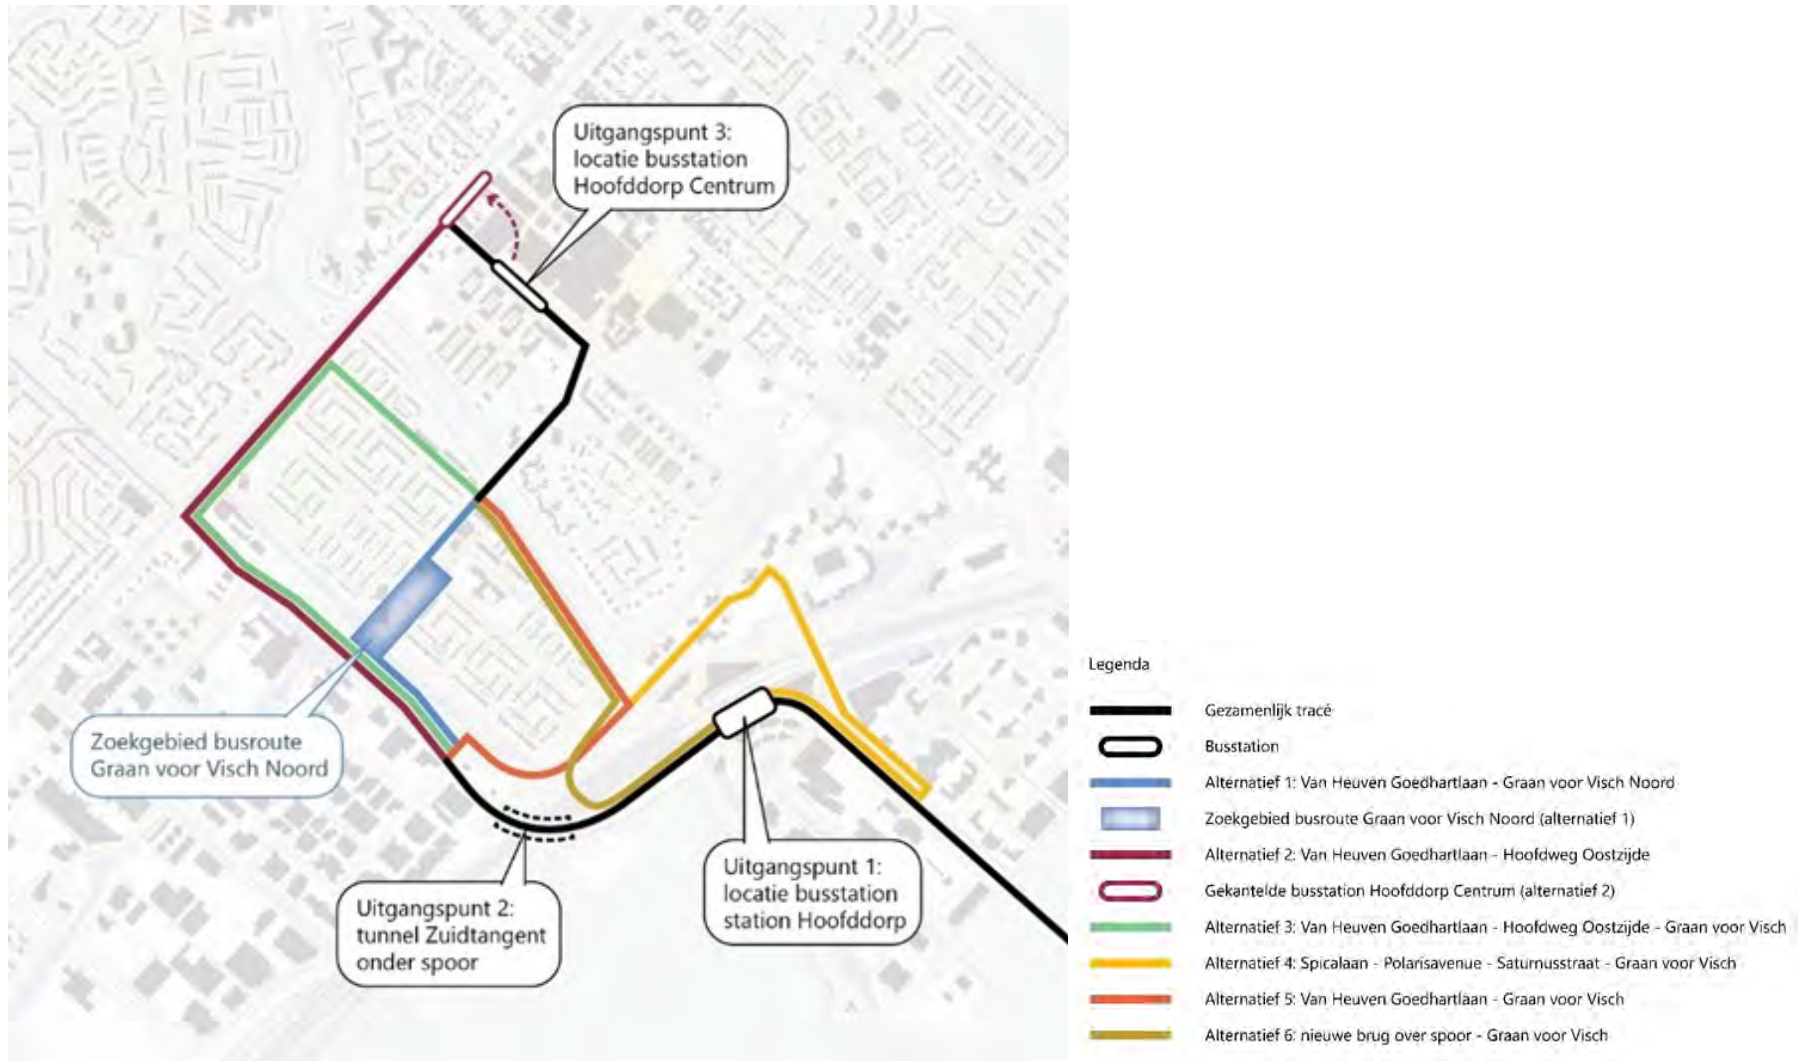 Uitgangspunt 3:
locatie busstation
Hoofddorp Centrum
Zoekgebied busroute
Graan voor Visch Noord
Uitgangspunt 2:
tunnel Zuidtangent
onder spoor
Uitgangspunt 1:
locatie busstation
station Hoofddorp
Legenda
Gezamenlijk tracé
Busstation
Alternatief 1: Van Heuven Goedhartlaan - Graan voor Visch Noord
Zoekgebied busroute Graan voor Visch Noord (alternatief 1)
Alternatief 2: Van Heuven Goedhartlaan - Hoofdweg Oostzijde
Gekantelde busstation Hoofddorp Centrum (alternatief 2)
Alternatief 3: Van Heuven Goedhartlaan - Hoofdweg Oostzijde - Graan voor Visch
Alternatief 4: Spicalaan - Polarisavenue - Saturnusstraat - Graan voor Visch
Alternatief 5: Van Heuven Goedhartlaan - Graan voor Visch
Alternatief 6: nieuwe brug over spoor - Graan voor Visch